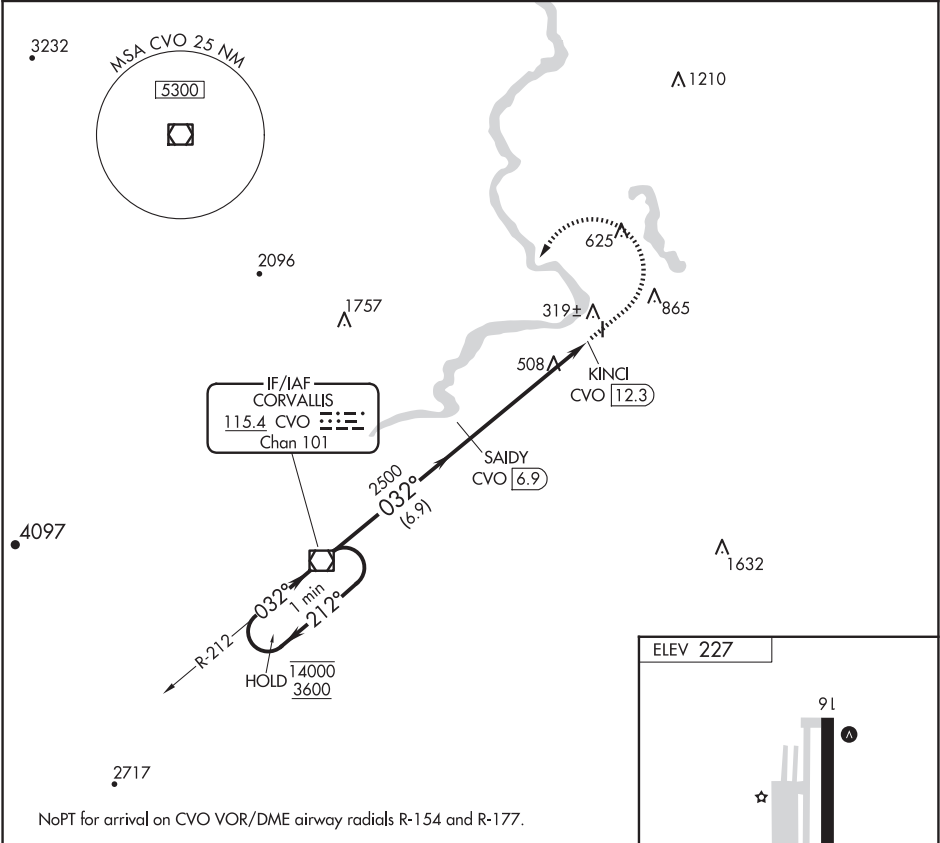 3232
MSA CVO 25 NM
5300
1210
2096
1757
625
865
319±
508
KINCI
CVO 12.3
IF/IAF
CORVALLIS
115.4 CVO
Chan 101
SAIDY
CVO 6.9
2500
032°
(6.9)
4097
1632
032°
1 min
212°
R-212
HOLD 14000
3600
2717
NoPT for arrival on CVO VOR/DME airway radials R-154 and R-177.
ELEV 227
16